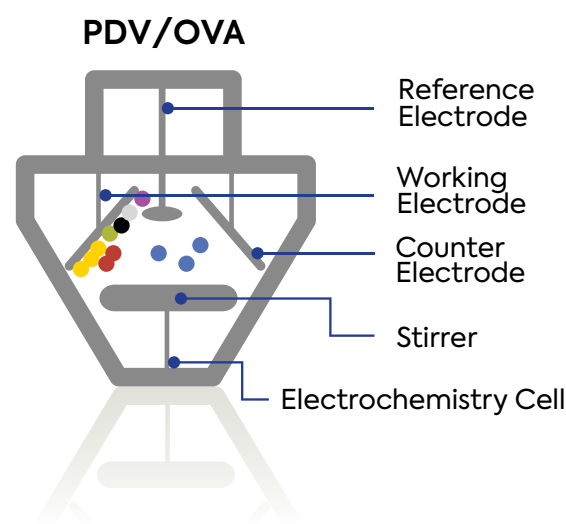 PDV/OVA
Reference
Electrode
Working
Electrode
Counter
Electrode
Stirrer
Electrochemistry Cell